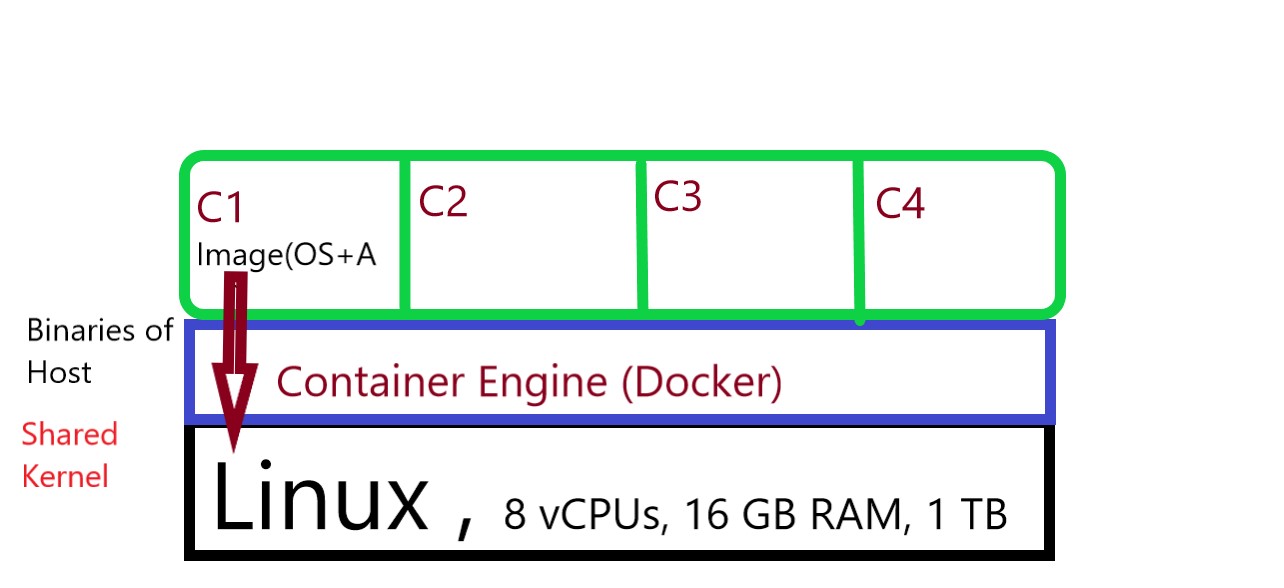 C1
C2
C3
C4
Image(OS+A
Binaries of
Host
Container Engine (Docker)
Shared
Kernel
Linux , 8 vCPUs, 16 GB RAM, 1 TB